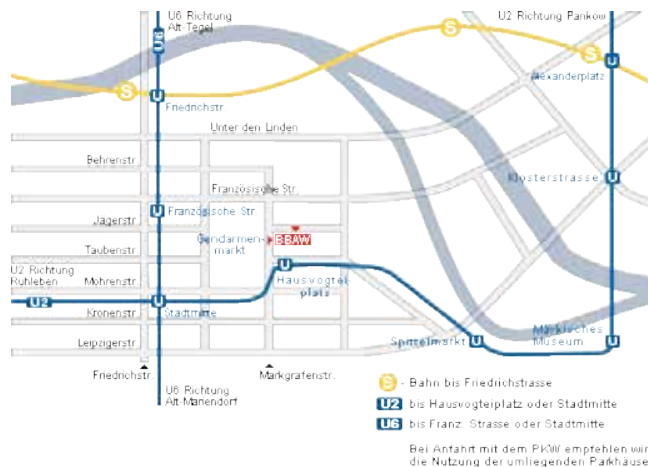 U6 Richtung
Alt-Tegel
U2 Richtung Pankow
U6
S
S
S
U
Alexanderplatz
U
Friedrichstr.
Unter den Linden
Behrenstr.
Klosterstrasse
U
Französische Str.
Jägerstr.
U
Französische Str.
Gendarmen-
markt
BBAW
Taubenstr.
U2 Richtung
Ruhleben
Mohrenstr.
U
Hausvogtei-
platz
U2
U
Stadtmitte
Kronenstr.
Märkisches
Museum
U
Spittelmarkt
U
Leipzigerstr.
Friedrichstr.
Markgrafenstr.
U6 Richtung
Alt-Mariendorf
S - Bahn bis Friedrichstrasse
U2 bis Hausvogteiplatz oder Stadtmitte
U6 bis Franz. Strasse oder Stadtmitte
Bei Anfahrt mit dem PKW empfehlen wir
die Nutzung der umliegenden Parkhäuse